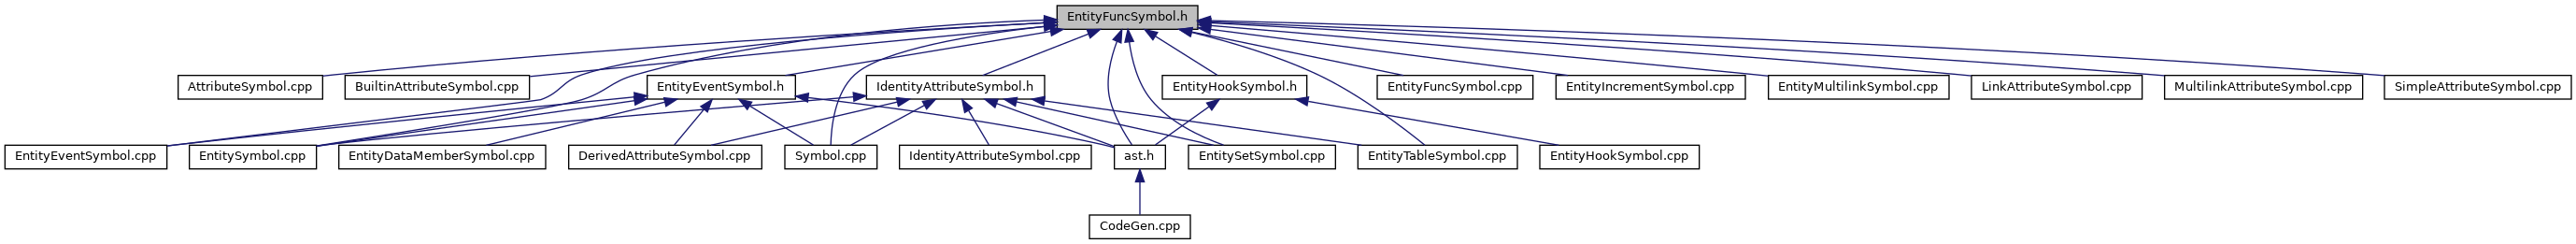 EntityFuncSymbol.h
AttributeSymbol.cpp
BuiltinAttributeSymbol.cpp
EntityEventSymbol.h
IdentityAttributeSymbol.h
EntityHookSymbol.h
EntityFuncSymbol.cpp
EntityIncrementSymbol.cpp
EntityMultilinkSymbol.cpp
LinkAttributeSymbol.cpp
MultilinkAttributeSymbol.cpp
SimpleAttributeSymbol.cpp
EntityEventSymbol.cpp
EntitySymbol.cpp
EntityDataMemberSymbol.cpp
DerivedAttributeSymbol.cpp
Symbol.cpp
IdentityAttributeSymbol.cpp
ast.h
EntitySetSymbol.cpp
EntityTableSymbol.cpp
EntityHookSymbol.cpp
CodeGen.cpp